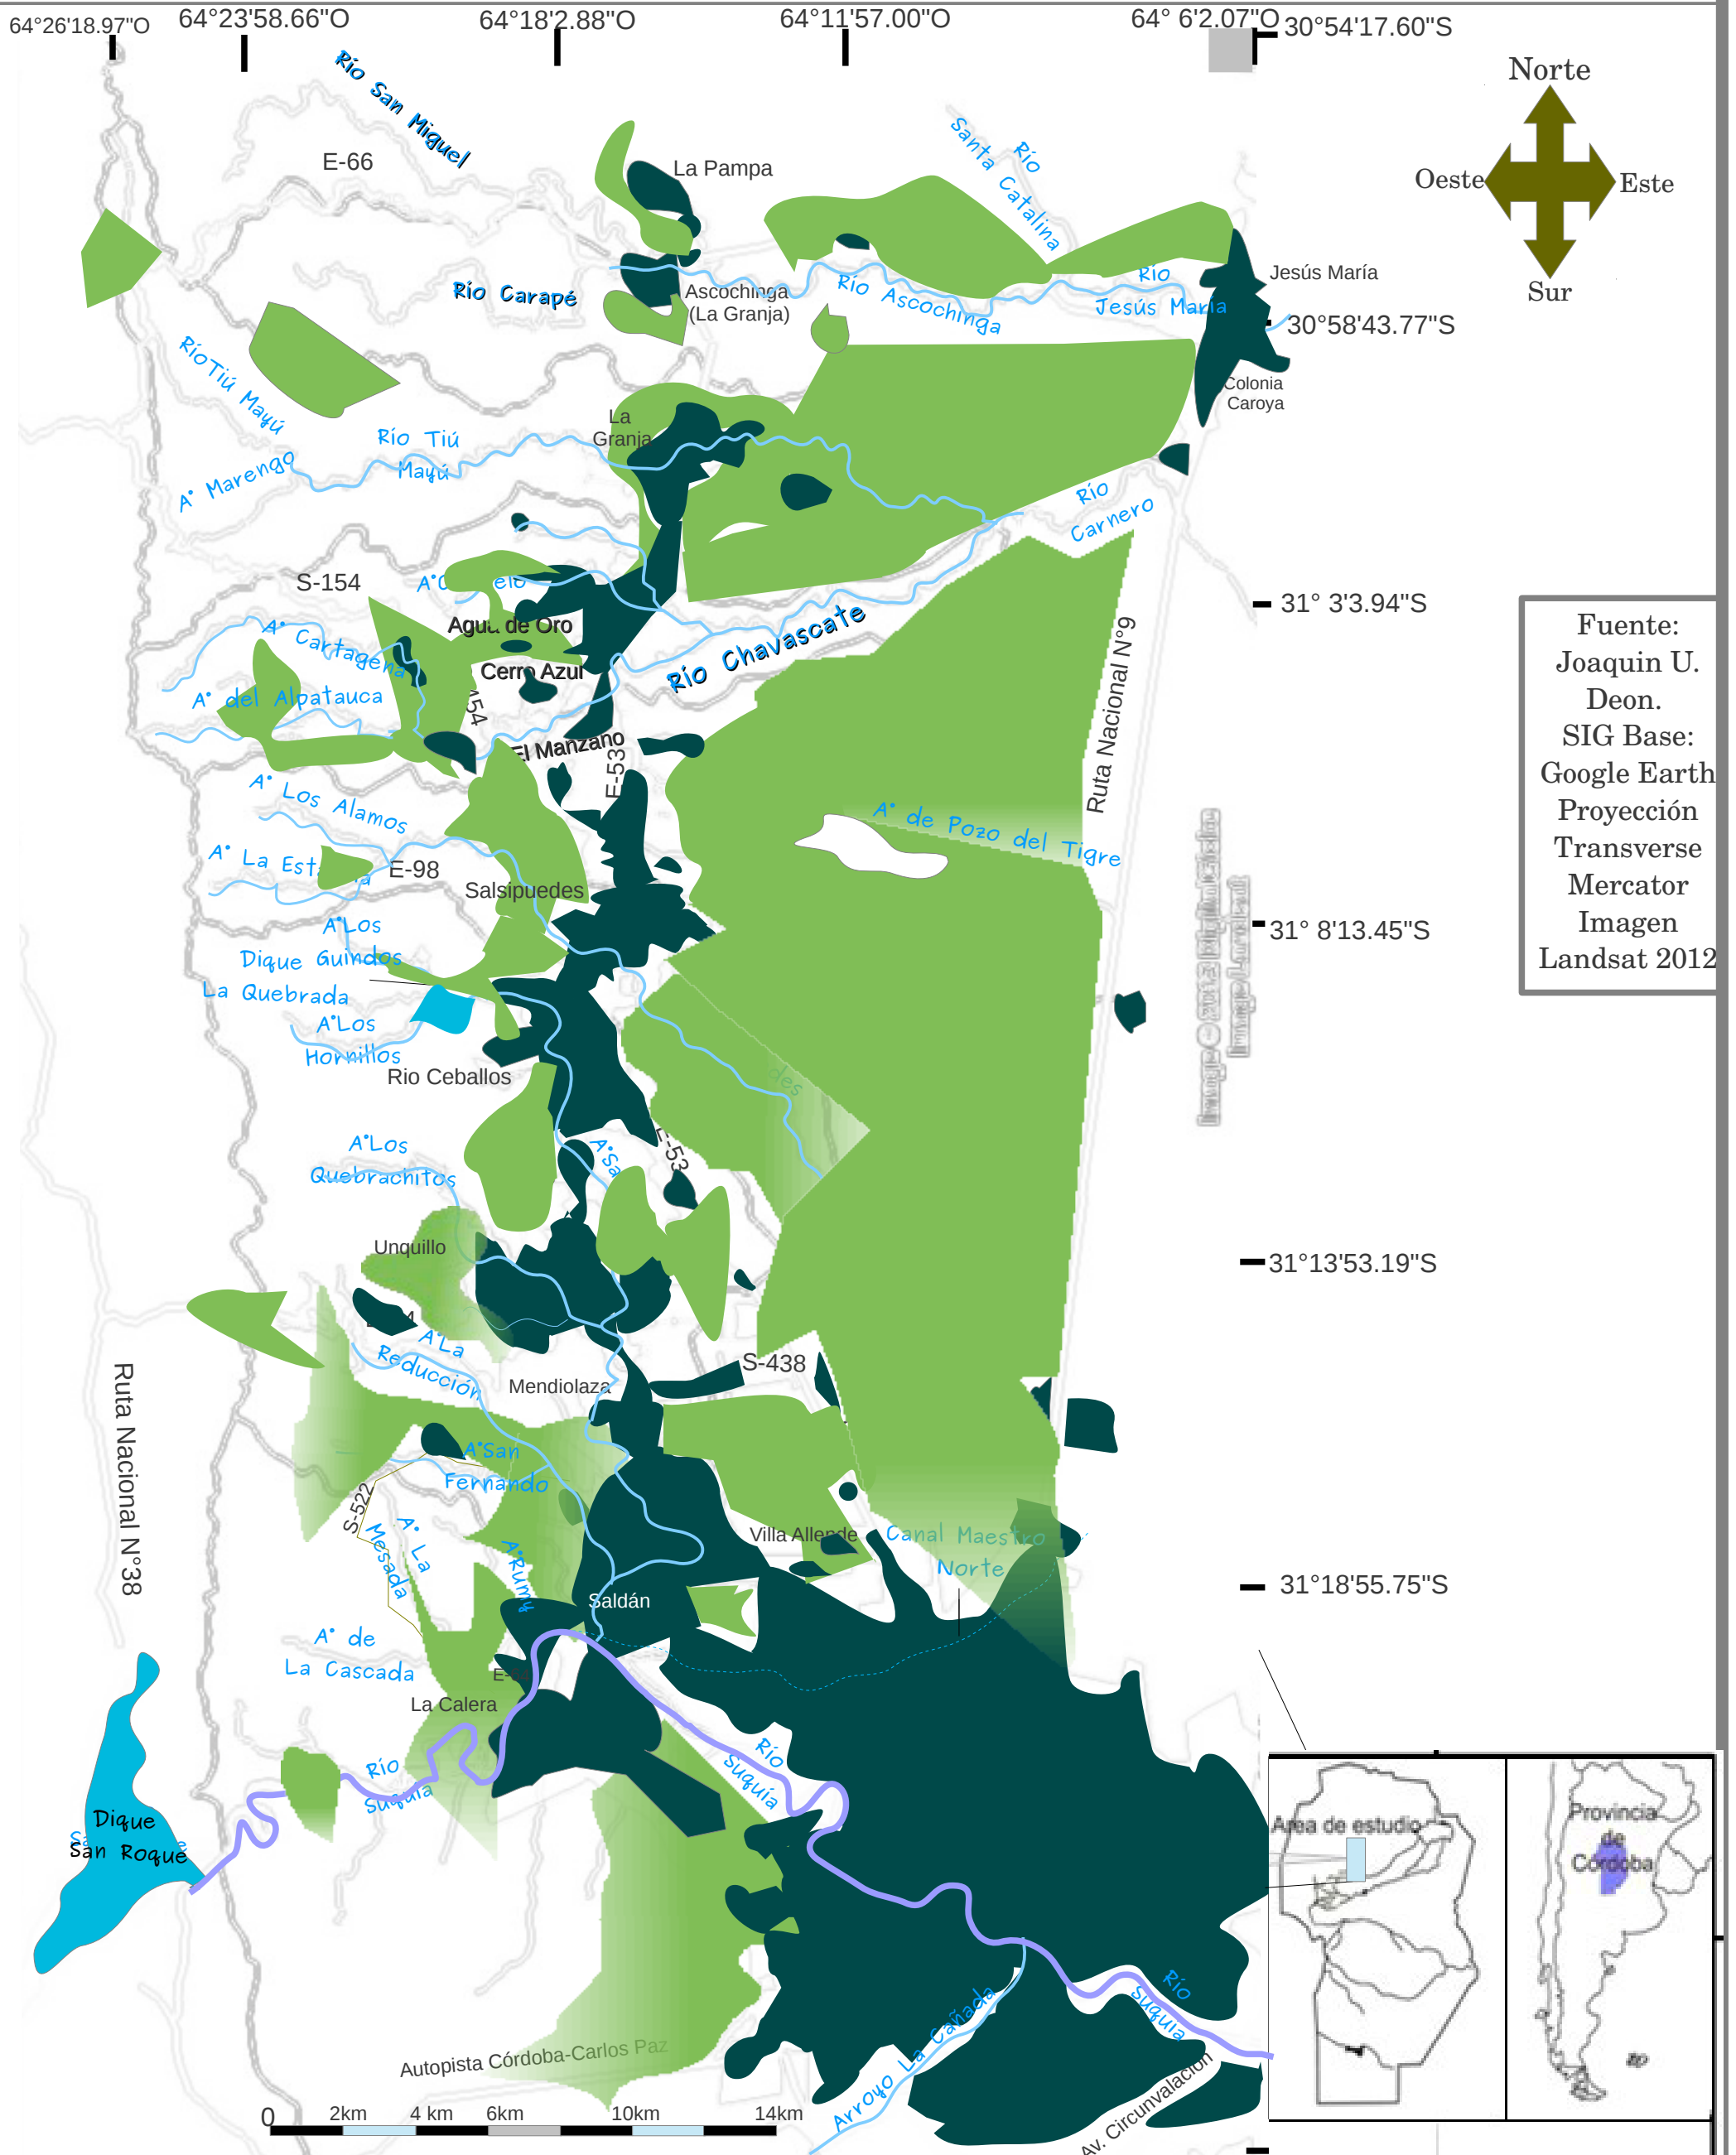 64°26'18.97"O
64°23'58.66"O
64°18'2.88"O
64°11'57.00"O
64° 6'2.07"O
30°54'17.60"S
Norte
Oeste
Este
Sur
Río San Miguel
E-66
La Pampa
Río
Santa Catalina
Jesús María
Río Carapé
Ascochinga
(La Granja)
Río Ascochinga
Río
Jesús María
30°58'43.77"S
Colonia
Caroya
Río Tiú Mayú
La
Granja
Río Tiú
Mayú
A° Marengo
Río
Carnero
S-154
31° 3'3.94"S
Agua de Oro
A° Cartagena
Cerro Azul
Río Chavascate
A° del Alpatauca
El Manzano
E-53
Ruta Nacional N°9
Fuente:
Joaquin U.
Deon.
SIG Base:
Google Earth
Proyección
Transverse
Mercator
Imagen
Landsat 2012
A° Los Alamos
A° de Pozo del Tigre
A° La
E-98
Salsipuedes
A°Los
Guindos
Dique
La Quebrada
31° 8'13.45"S
A°Los
Hornillos
Rio Ceballos
des
A°Los
Quebrachitos
E-53
A°Sa
Unquillo
31°13'53.19"S
A°La
Reducción
Mendiolaza
S-438
Ruta Nacional N°38
A°San
Fernando
S-522
A° La
Mesada
A°Rumy
Villa Allende
Canal Maestro
Norte
31°18'55.75"S
Saldán
A° de
La Cascada
La Calera
Río
Suquía
Río
Suquía
Dique
San Roque
Area de estudio
Provincia
de
Córdoba
Río
Suquía
Arroyo La Cañada
Autopista Córdoba-Carlos Paz
Av. Circunvalación
0
2km
4 km
6km
10km
14km